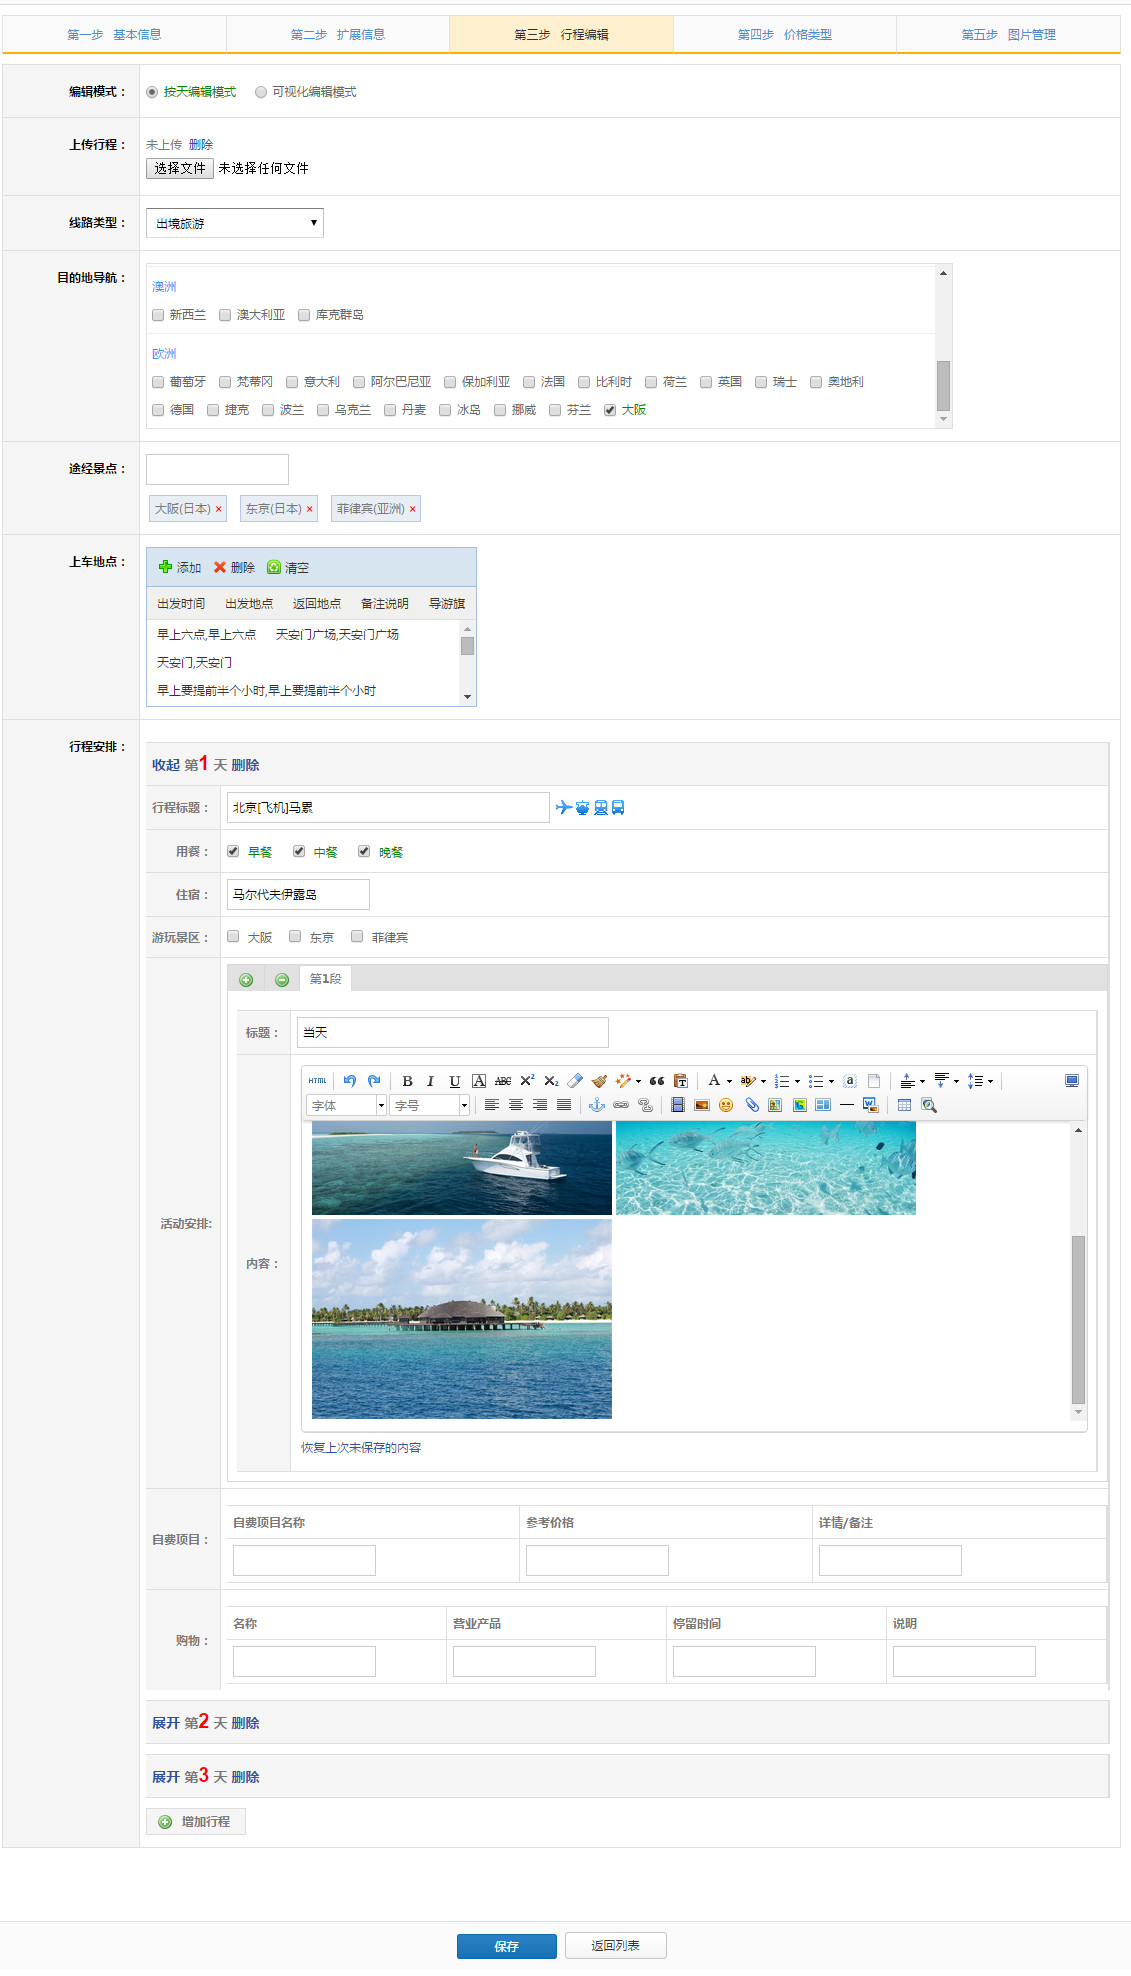 第一步 基本信息 第二步 扩展信息 第三步 行程编辑 第四步 价格类型 第五步 图片管理
编辑模式： 按天编辑模式 可视化编辑模式
上传行程： 未上传 删除
选择文件 未选择任何文件
线路类型： 出境旅游
目的地导航：
澳洲
新西兰 澳大利亚 库克群岛
欧洲
葡萄牙 梵蒂冈 意大利 阿尔巴尼亚 保加利亚 法国 比利时 荷兰 英国 瑞士 奥地利
德国 捷克 波兰 乌克兰 丹麦 冰岛 挪威 芬兰 大阪
途经景点：
大阪(日本) × 东京(日本) × 菲律宾(亚洲) ×
上车地点：
添加 删除 清空
出发时间 出发地点 返回地点 备注说明 导游旗
早上六点,早上六点 天安门广场,天安门广场
天安门,天安门
早上要提前半个小时,早上要提前半个小时
行程安排：
收起 第1天 删除
行程标题： 北京[飞机]马累
用餐： 早餐 中餐 晚餐
住宿： 马尔代夫伊露岛
游玩景区： 大阪 东京 菲律宾
第1段
标题： 当天
HTML B I U A ABC X² X₂ A ab a
字体 字号
活动安排:
内容：
恢复上次未保存的内容
自费项目： 自费项目名称 参考价格 详情/备注
购物： 名称 营业产品 停留时间 说明
展开 第2天 删除
展开 第3天 删除
增加行程
保存 返回列表